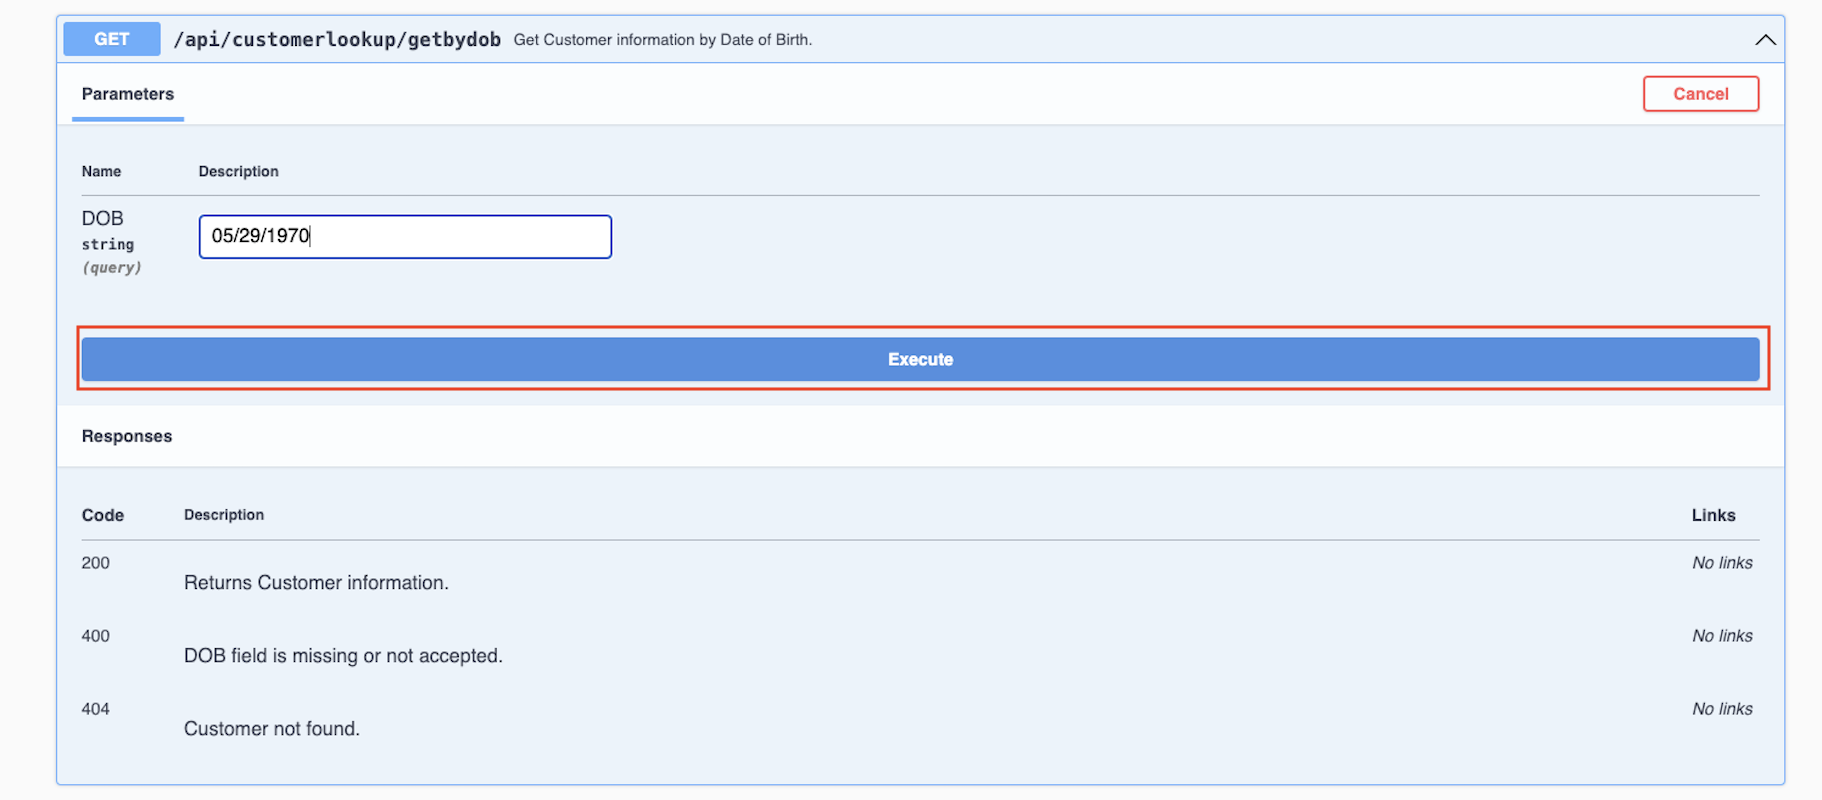 GET /api/customerlookup/getbydob Get Customer information by Date of Birth.
Parameters
Cancel
Name Description
DOB
string
(query)
05/29/1970
Execute
Responses
Code Description Links
200 No links
Returns Customer information.
400 No links
DOB field is missing or not accepted.
404 No links
Customer not found.